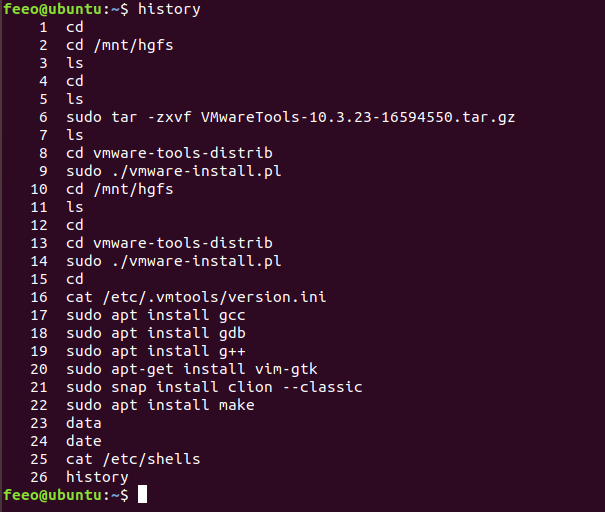 feeo@ubuntu:~$ history
1 cd
2 cd /mnt/hgfs
3 ls
4 cd
5 ls
6 sudo tar -zxvf VMwareTools-10.3.23-16594550.tar.gz
7 ls
8 cd vmware-tools-distrib
9 sudo ./vmware-install.pl
10 cd /mnt/hgfs
11 ls
12 cd
13 cd vmware-tools-distrib
14 sudo ./vmware-install.pl
15 cd
16 cat /etc/.vmtools/version.ini
17 sudo apt install gcc
18 sudo apt install gdb
19 sudo apt install g++
20 sudo apt-get install vim-gtk
21 sudo snap install clion --classic
22 sudo apt install make
23 data
24 date
25 cat /etc/shells
26 history
feeo@ubuntu:~$